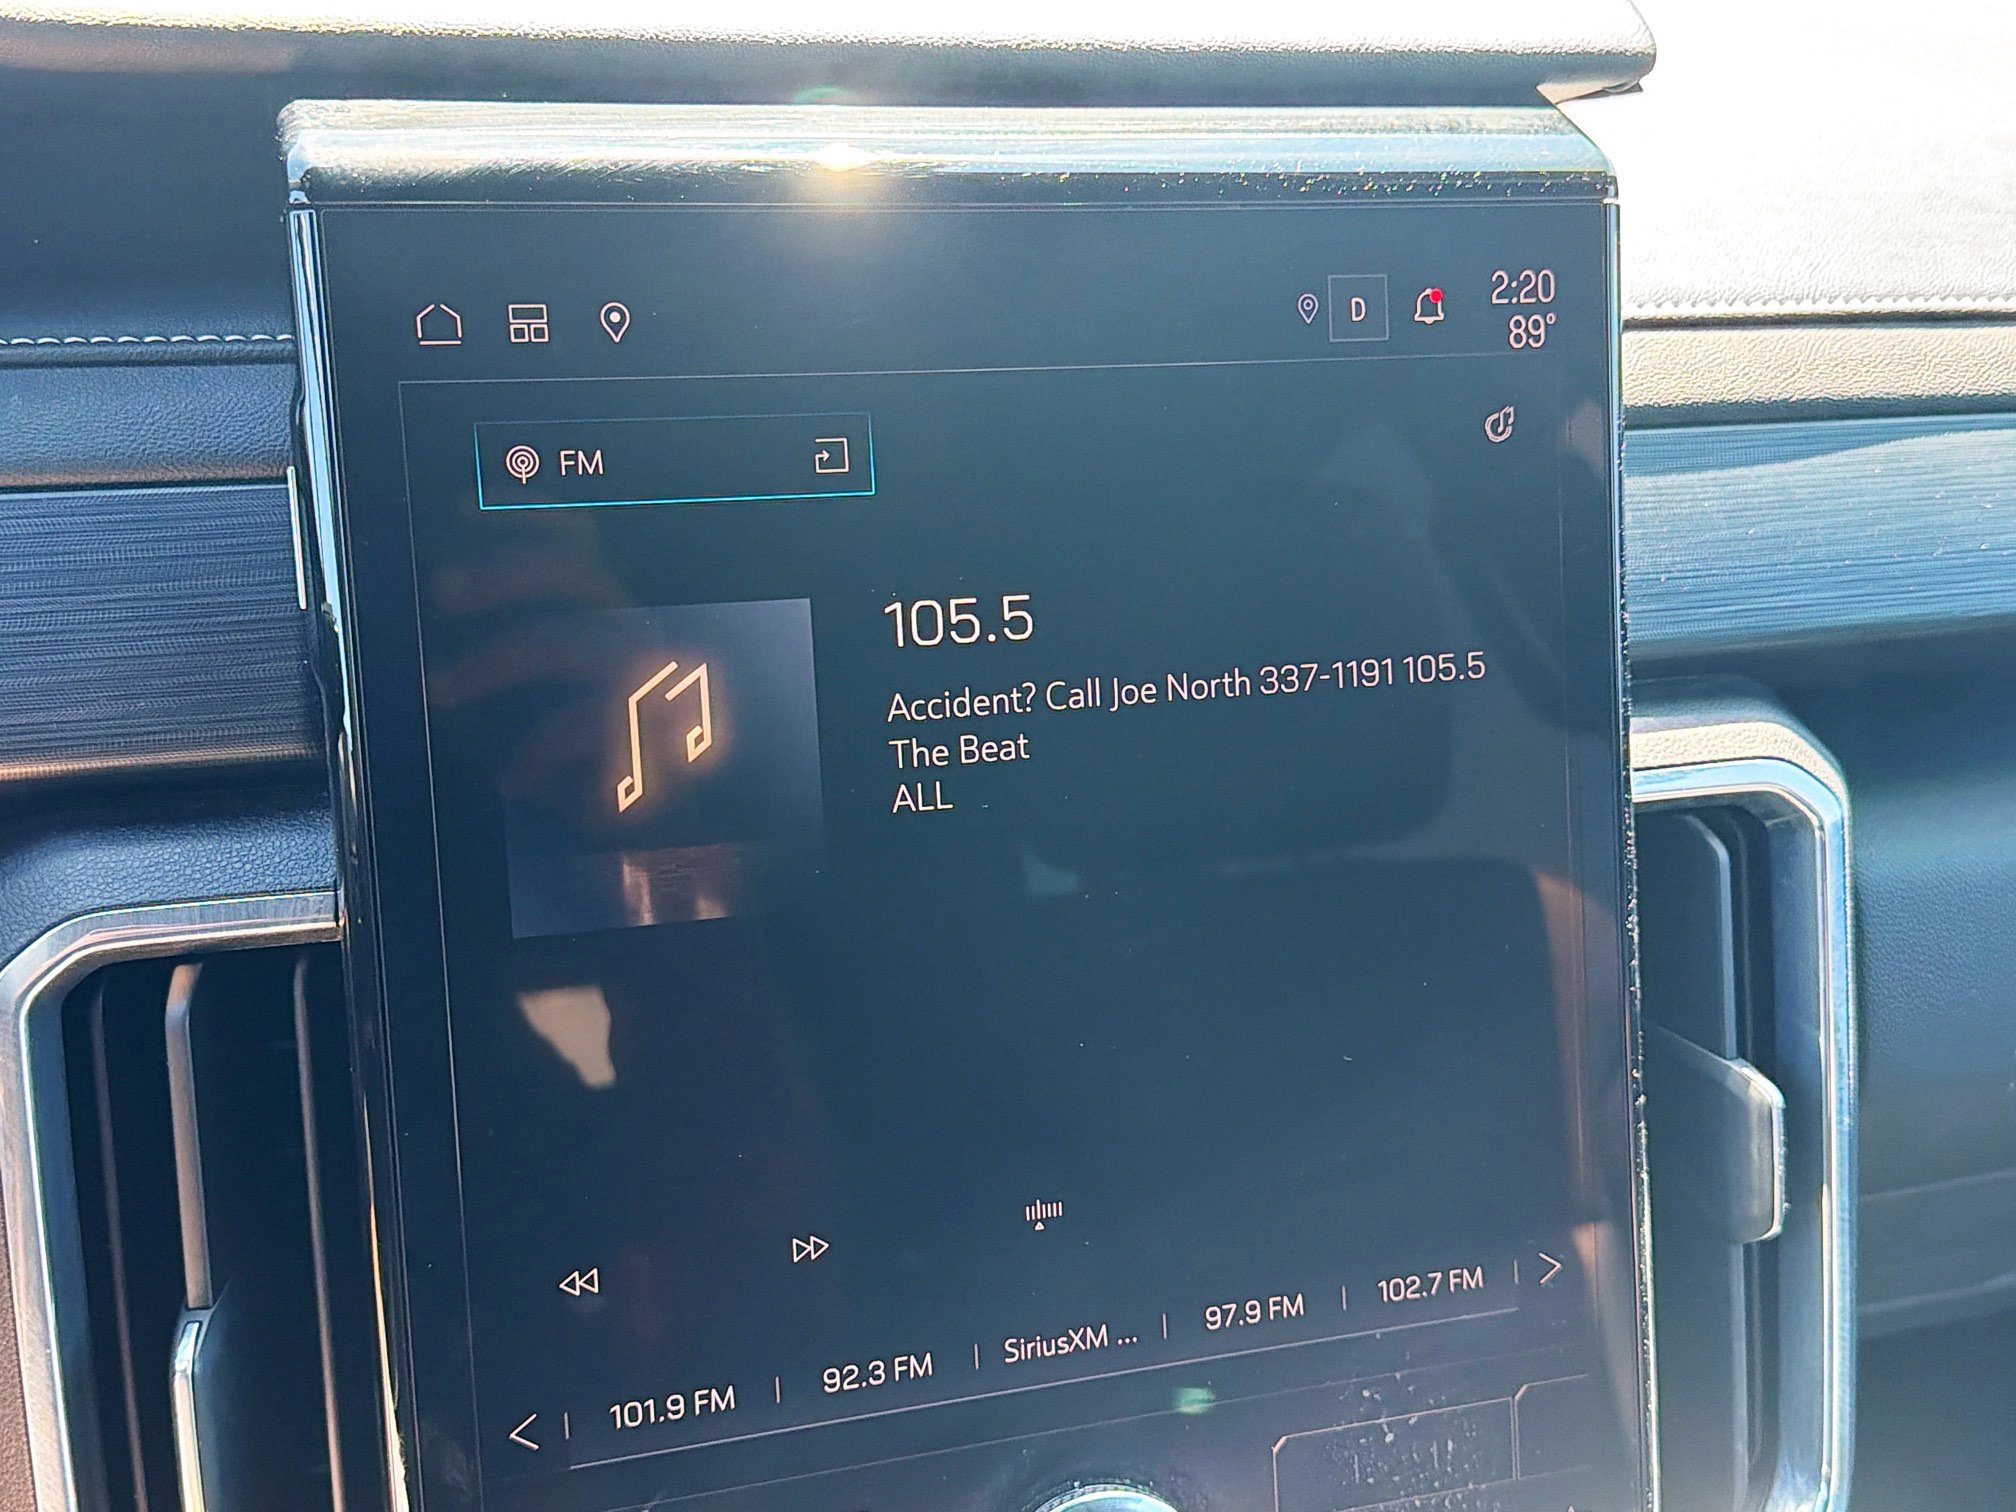 D
2:20
89°
FM
105.5
Accident? Call Joe North 337-1191 105.5
The Beat
ALL
101.9 FM | 92.3 FM | SiriusXM ... | 97.9 FM | 102.7 FM